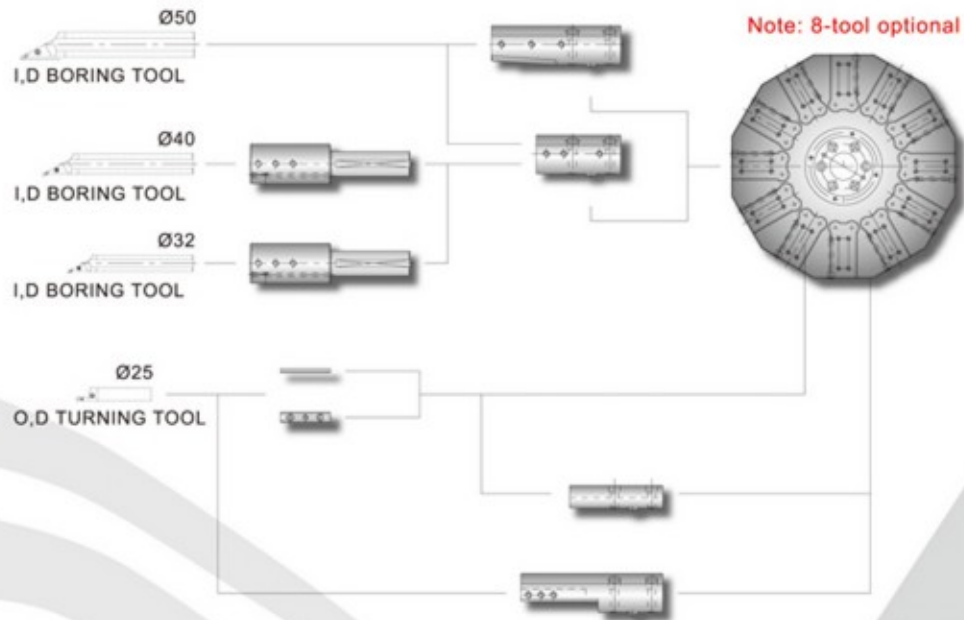 Ø50
Note: 8-tool optional
I,D BORING TOOL
Ø40
I,D BORING TOOL
Ø32
I,D BORING TOOL
Ø25
O,D TURNING TOOL